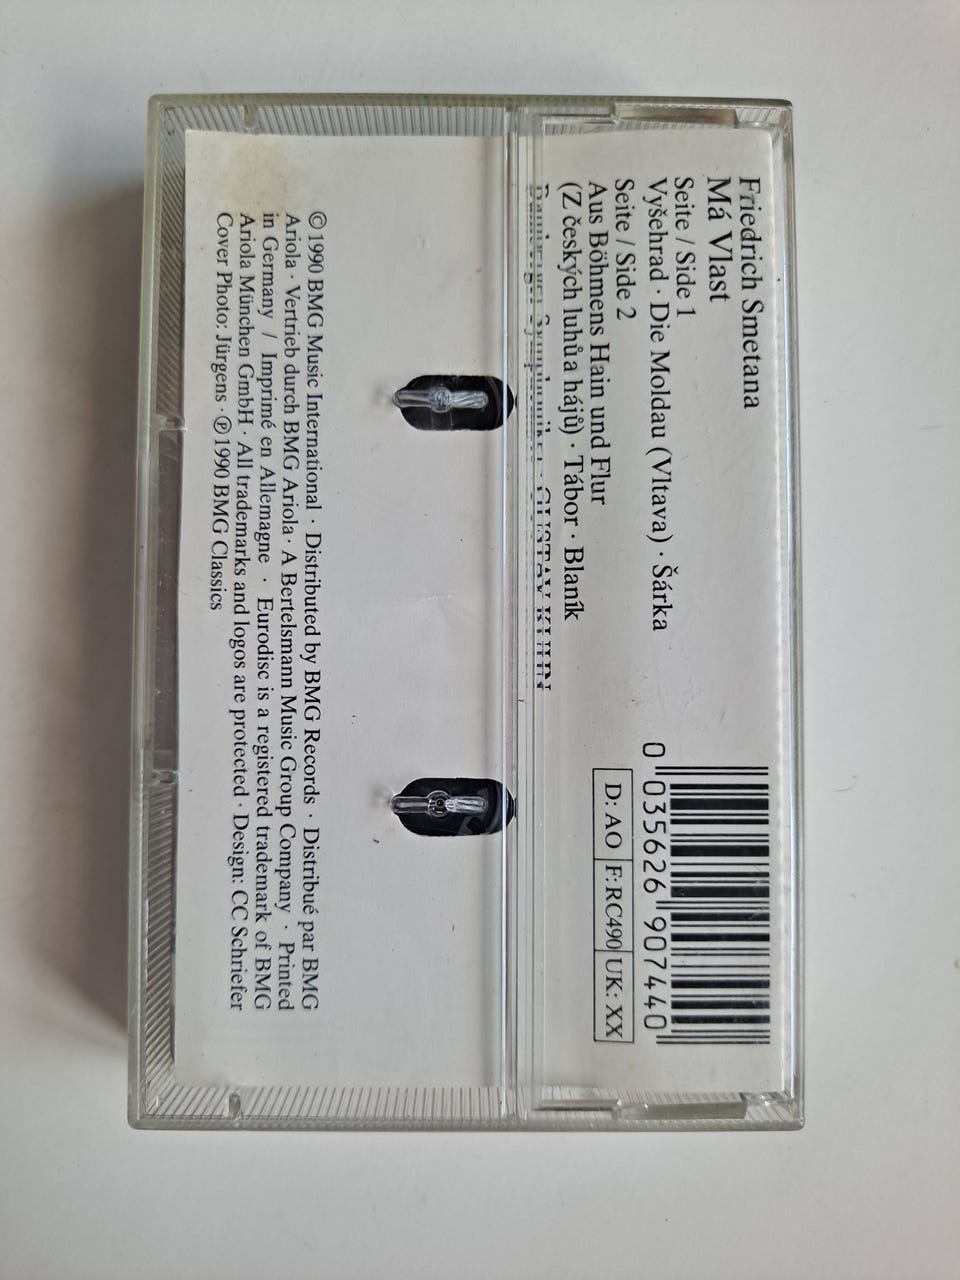 Friedrich Smetana
Má Vlast
Seite / Side 1
Vyšehrad · Die Moldau (Vltava) · Šárka
Seite / Side 2
Aus Böhmens Hain und Flur
(Z českých luhů a hájů) · Tábor · Blaník
Bamberger Symphoniker · GUSTAV KUHN
0 035626 907440
D: AO F: RC490 UK: XX
© 1990 BMG Music International · Distributed by BMG Records · Distribué par BMG
Ariola · Vertrieb durch BMG Ariola · A Bertelsmann Music Group Company · Printed
in Germany / Imprimé en Allemagne · Eurodisc is a registered trademark of BMG
Ariola München GmbH · All trademarks and logos are protected · Design: CC Schriefer
Cover Photo: Jürgens · ℗ 1990 BMG Classics